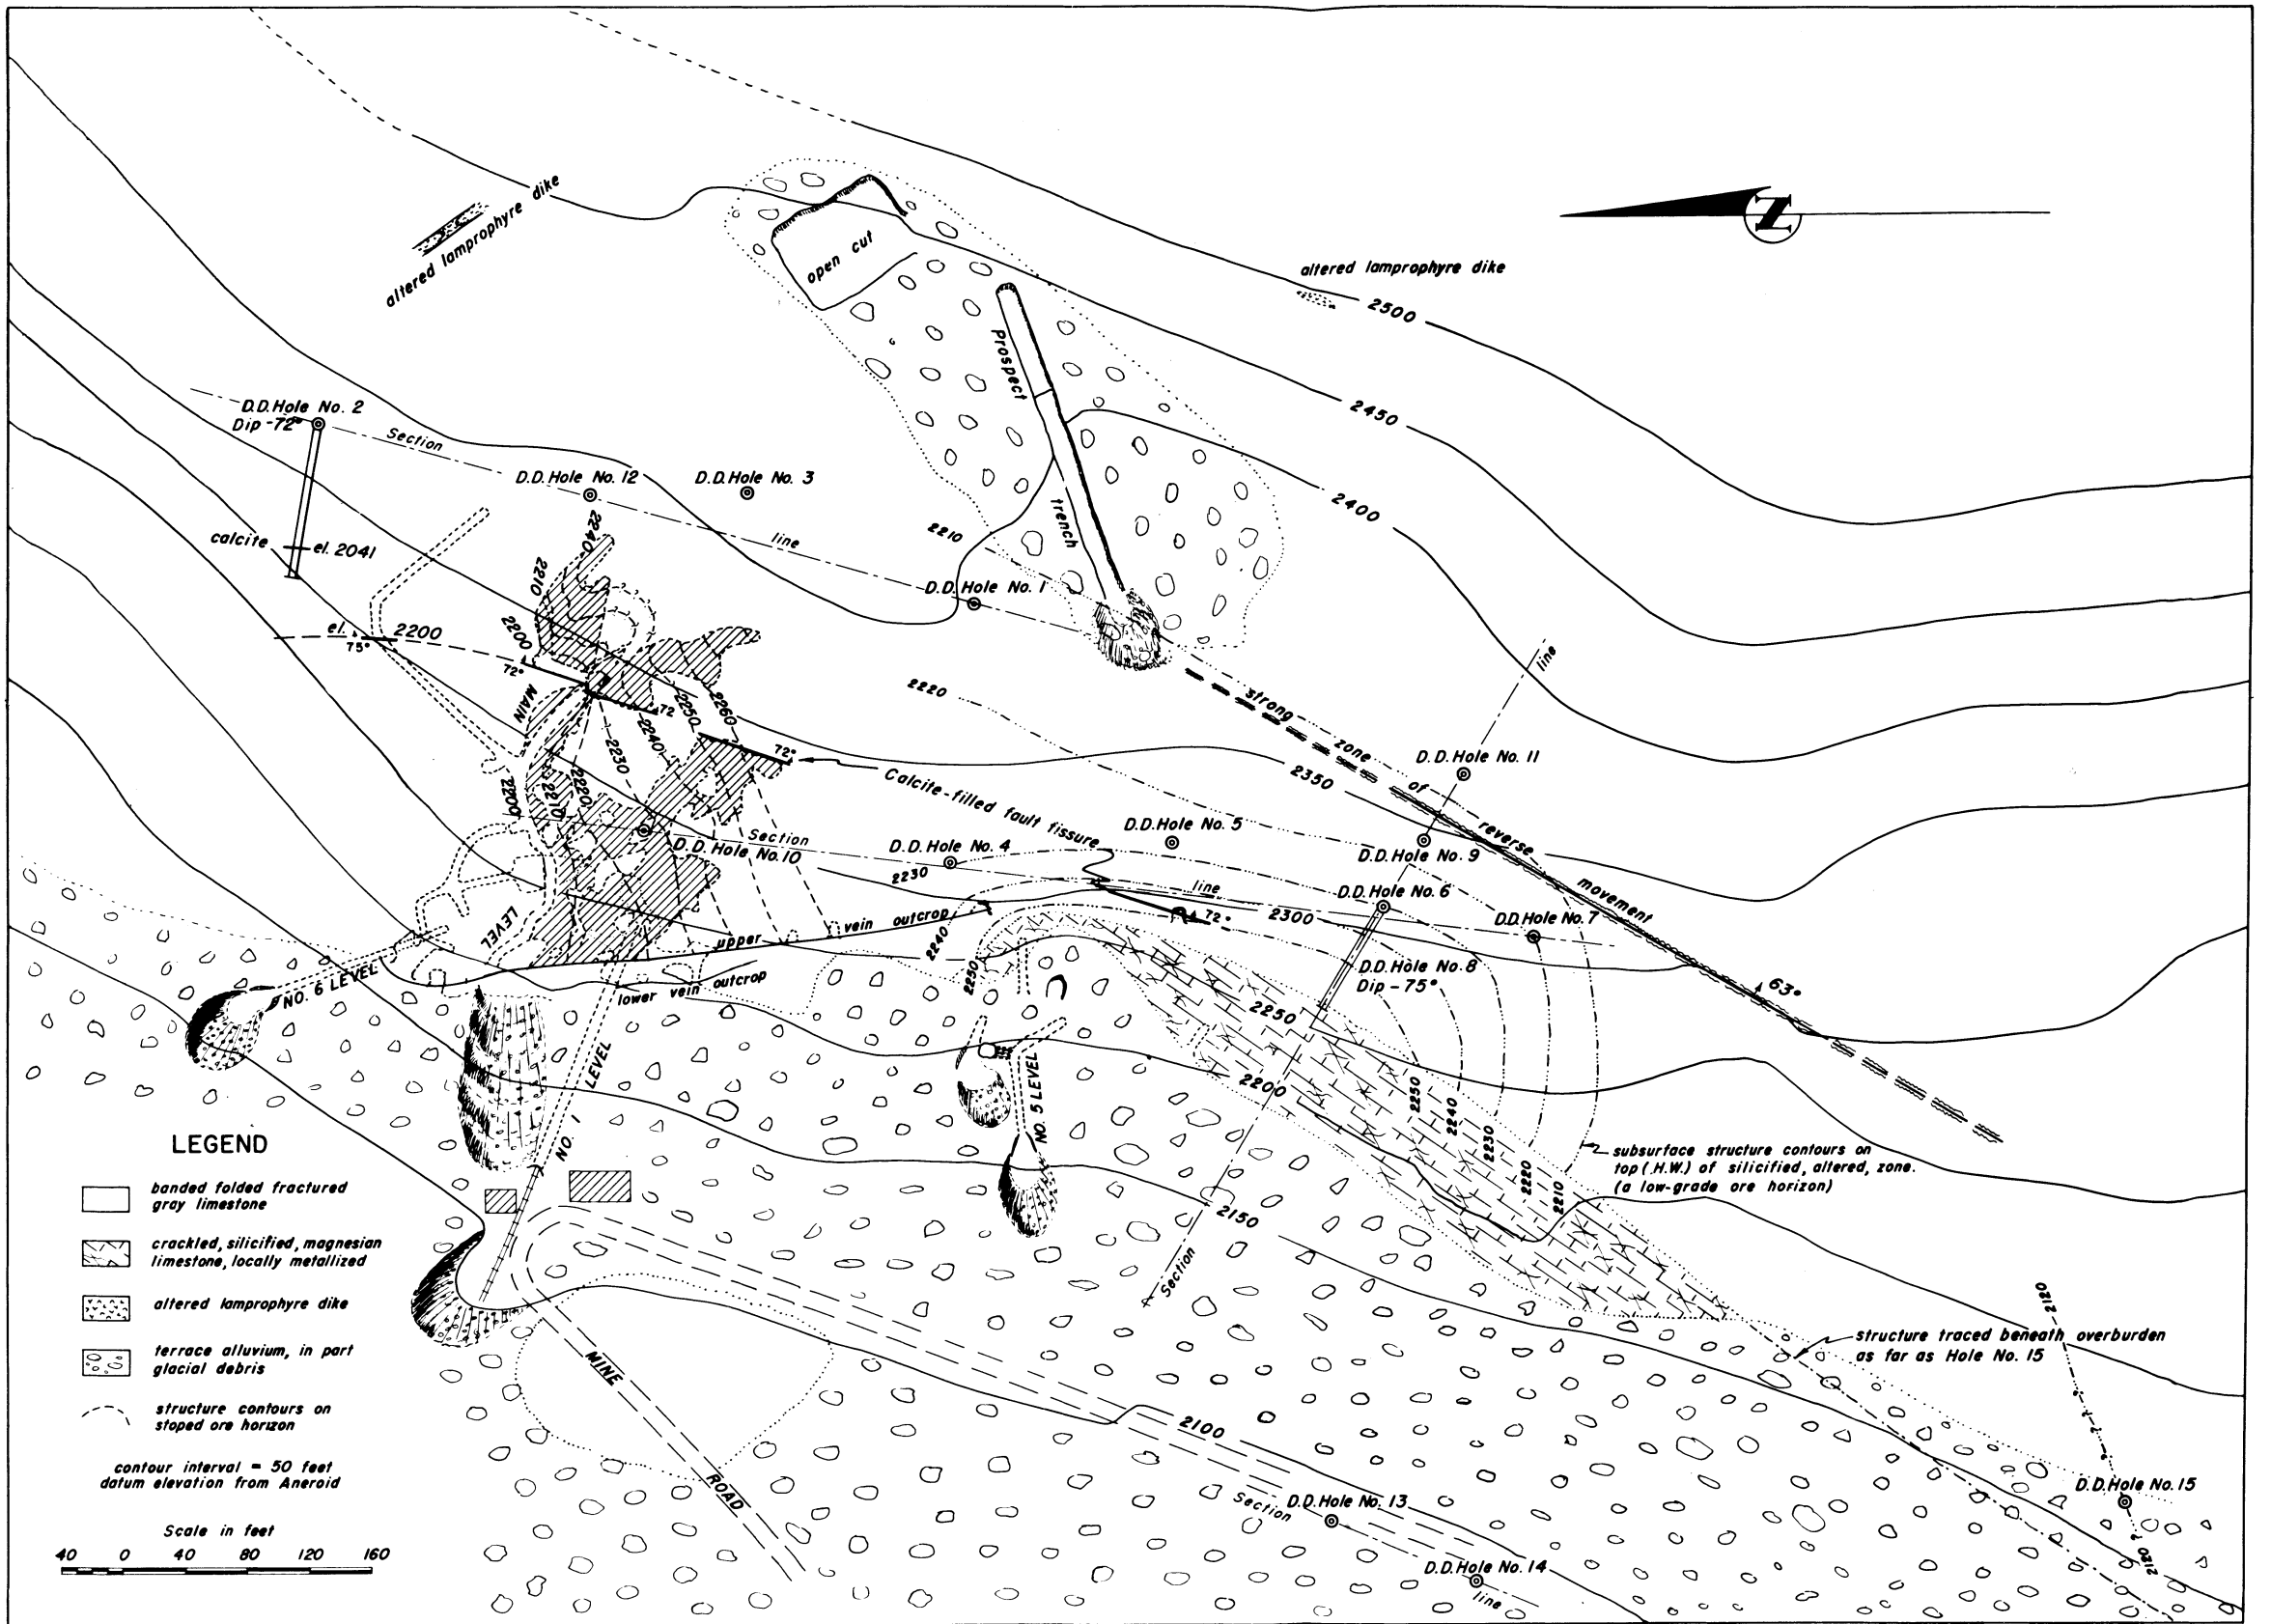 altered lamprophyre dike
open cut
Prospect
trench
altered lamprophyre dike
2500
2450
2400
Z
D.D. Hole No. 2
Dip -72°
Section
D.D. Hole No. 12
D.D. Hole No. 3
line
2210
D.D. Hole No. 1
calcite
el. 2041
el. 2200
75°
2240
2210
2200
72°
MAIN
72
2250
2260
2240
2230
2220
2210
2200
72°
Calcite-filled fault fissure
2220
strong
zone
of
reverse
movement
63°
line
D.D. Hole No. 11
2350
D.D. Hole No. 5
D.D. Hole No. 9
Section
D.D. Hole No. 10
D.D. Hole No. 4
2230
line
D.D. Hole No. 6
2300
D.D. Hole No. 7
72°
D.D. Hole No. 8
Dip - 75°
LEVEL
upper
vein outcrop
lower vein outcrop
2240
2250
NO. 6 LEVEL
NO. 1
LEVEL
NO. 5 LEVEL
2250
2200
2250
2240
2230
2220
2210
subsurface structure contours on
top (H.W.) of silicified, altered, zone.
(a low-grade ore horizon)
2150
Section
LEGEND
banded folded fractured
gray limestone
crackled, silicified, magnesian
limestone, locally metallized
altered lamprophyre dike
terrace alluvium, in part
glacial debris
structure contours on
stoped ore horizon
contour interval = 50 feet
datum elevation from Aneroid
Scale in feet
40 0 40 80 120 160
MINE
ROAD
2100
Section
D.D. Hole No. 13
D.D. Hole No. 14
line
2120
structure traced beneath overburden
as far as Hole No. 15
D.D. Hole No. 15
?
?
?
2120